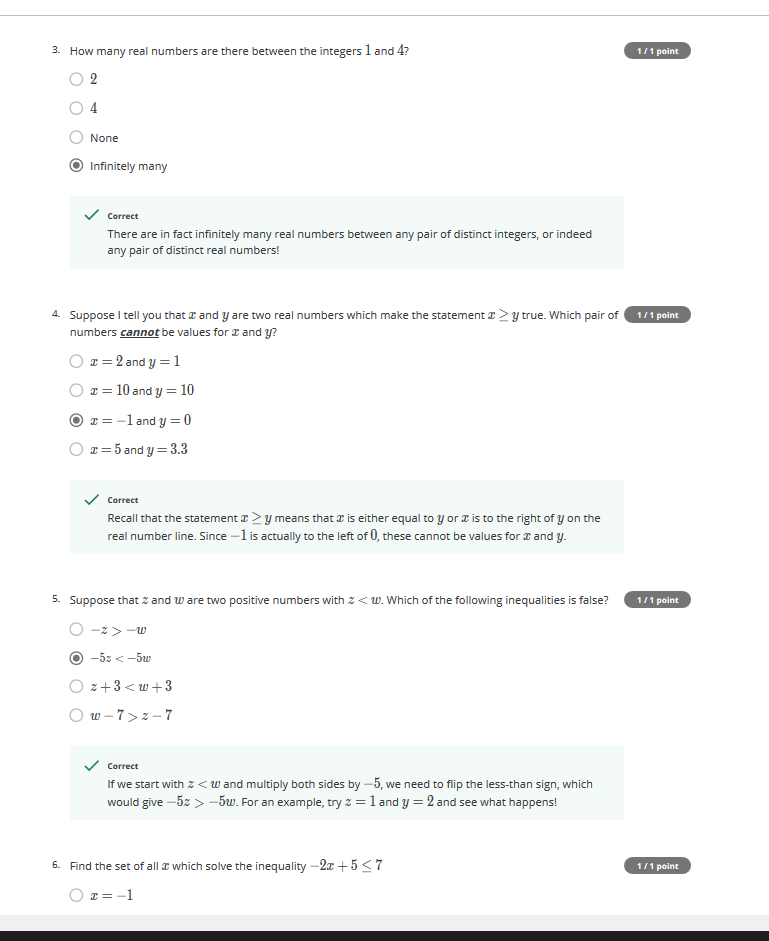 3. How many real numbers are there between the integers 1 and 4?
1 / 1 point
2
4
None
Infinitely many
Correct
There are in fact infinitely many real numbers between any pair of distinct integers, or indeed
any pair of distinct real numbers!
4. Suppose I tell you that x and y are two real numbers which make the statement x ≥ y true. Which pair of
1 / 1 point
numbers cannot be values for x and y?
x = 2 and y = 1
x = 10 and y = 10
x = −1 and y = 0
x = 5 and y = 3.3
Correct
Recall that the statement x ≥ y means that x is either equal to y or x is to the right of y on the
real number line. Since −1 is actually to the left of 0, these cannot be values for x and y.
5. Suppose that z and w are two positive numbers with z < w. Which of the following inequalities is false?
1 / 1 point
−z > −w
−5z < −5w
z + 3 < w + 3
w − 7 > z − 7
Correct
If we start with z < w and multiply both sides by −5, we need to flip the less-than sign, which
would give −5z > −5w. For an example, try z = 1 and y = 2 and see what happens!
6. Find the set of all x which solve the inequality −2x + 5 ≤ 7
1 / 1 point
x = −1